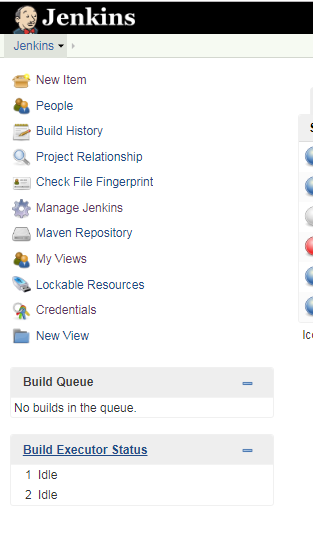 Jenkins
Jenkins
New Item
People
Build History
Project Relationship
Check File Fingerprint
Manage Jenkins
Maven Repository
My Views
Lockable Resources
Credentials
New View
Build Queue
No builds in the queue.
Build Executor Status
1 Idle
2 Idle